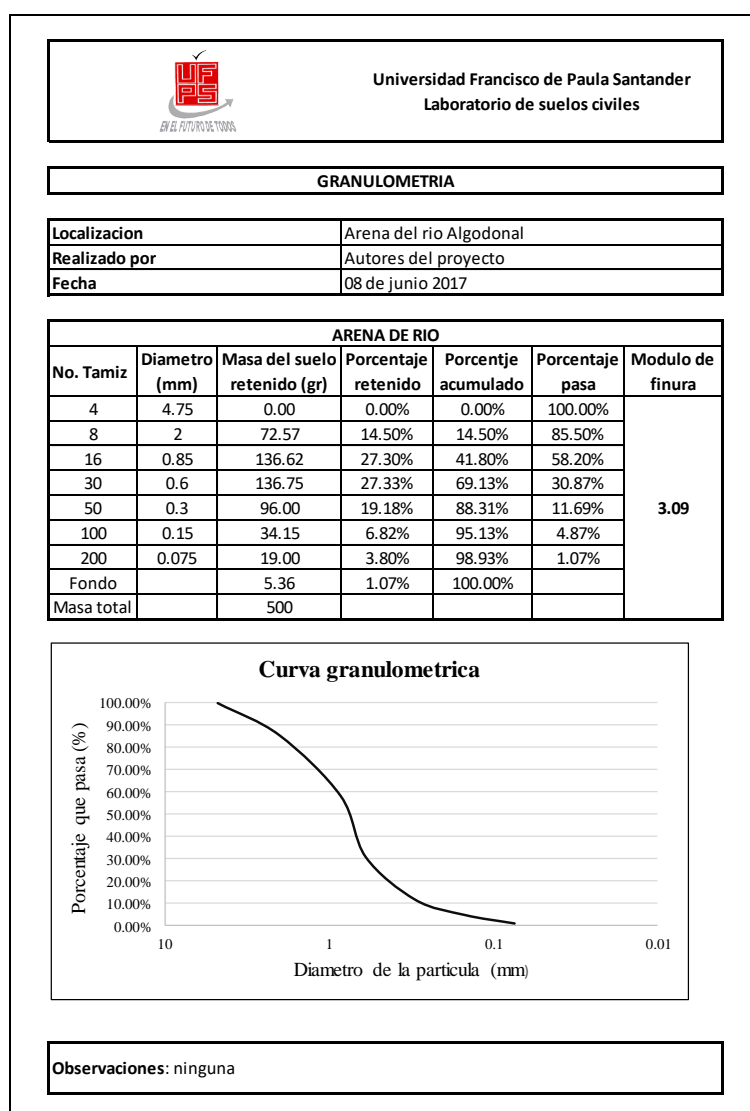 UFPS
EN EL FUTURO DE TODOS
Universidad Francisco de Paula Santander
Laboratorio de suelos civiles
GRANULOMETRIA
Localizacion Arena del rio Algodonal
Realizado por Autores del proyecto
Fecha 08 de junio 2017
ARENA DE RIO
No. Tamiz Diametro (mm) Masa del suelo retenido (gr) Porcentaje retenido Porcentje acumulado Porcentaje pasa Modulo de finura
4 4.75 0.00 0.00% 0.00% 100.00%
8 2 72.57 14.50% 14.50% 85.50%
16 0.85 136.62 27.30% 41.80% 58.20%
30 0.6 136.75 27.33% 69.13% 30.87%
50 0.3 96.00 19.18% 88.31% 11.69% 3.09
100 0.15 34.15 6.82% 95.13% 4.87%
200 0.075 19.00 3.80% 98.93% 1.07%
Fondo 5.36 1.07% 100.00%
Masa total 500
Curva granulometrica
Porcentaje que pasa (%)
100.00%
90.00%
80.00%
70.00%
60.00%
50.00%
40.00%
30.00%
20.00%
10.00%
0.00%
10 1 0.1 0.01
Diametro de la particula (mm)
Observaciones: ninguna